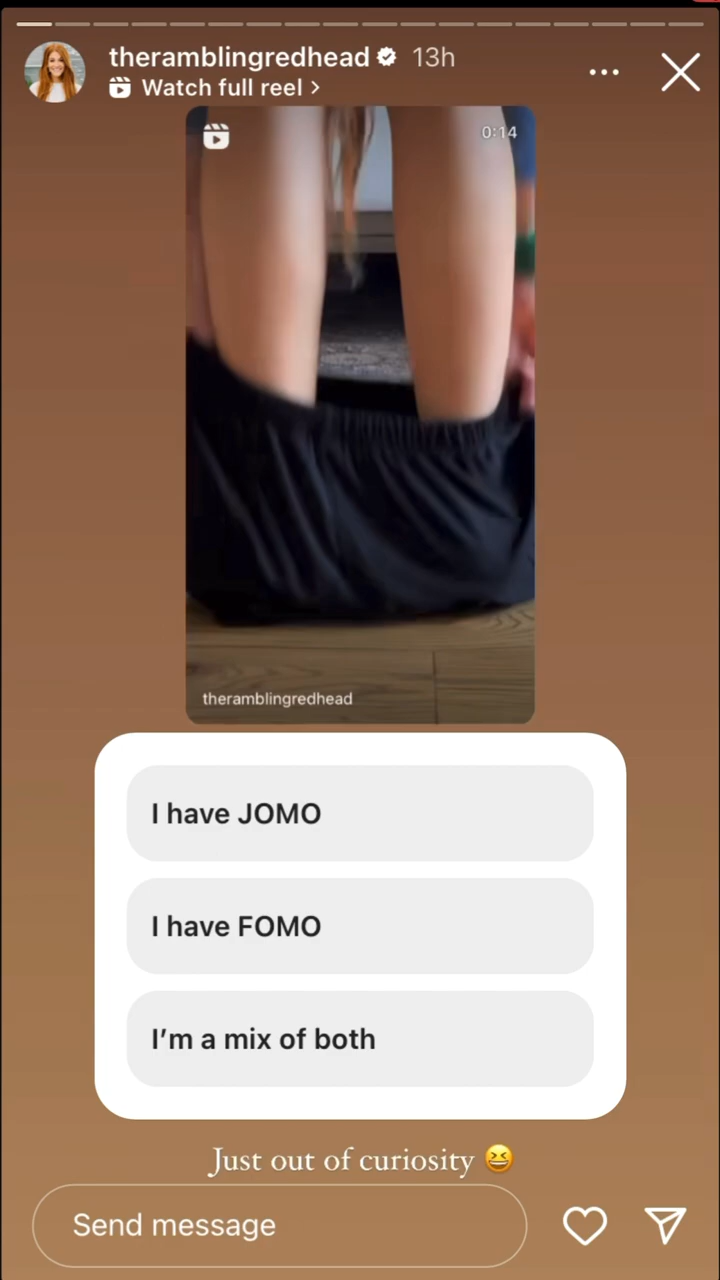 theramblingredhead 13h
Watch full reel >
0:14
theramblingredhead
I have JOMO
I have FOMO
I’m a mix of both
Just out of curiosity 😆
Send message